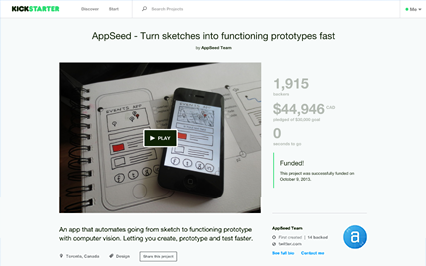 KICKSTARTER
Discover
Start
Search Projects
Me
AppSeed - Turn sketches into functioning prototypes fast
by AppSeed Team
EVENTS APP
PLAY
1,915
backers
$44,946 CAD
pledged of $30,000 goal
0
seconds to go
Funded!
This project was successfully funded on
October 9, 2013.
An app that automates going from sketch to functioning prototype
with computer vision. Letting you create, prototype and test faster.
Toronto, Canada
Design
Share this project
AppSeed Team
First created | 14 backed
twitter.com
See full bio
Contact me
a